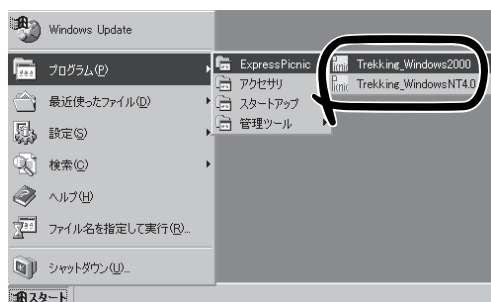 Windows Update
プログラム(P)
最近使ったファイル(D)
設定(S)
検索(C)
ヘルプ(H)
ファイル名を指定して実行(R)...
シャットダウン(U)...
スタート
ExpressPicnic
アクセサリ
スタートアップ
管理ツール
Picnic Trekking_Windows2000
Picnic Trekking_WindowsNT4.0